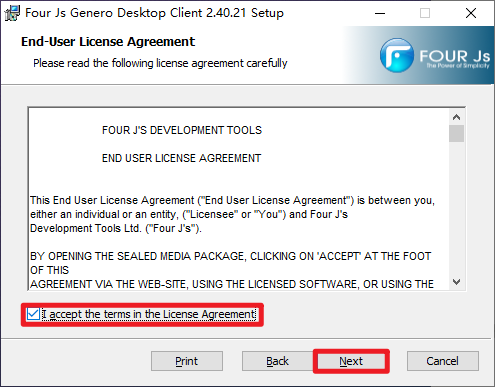 Four Js Genero Desktop Client 2.40.21 Setup
End-User License Agreement
Please read the following license agreement carefully
FOUR Js
The Power of Simplicity
FOUR J'S DEVELOPMENT TOOLS
END USER LICENSE AGREEMENT
This End User License Agreement ("End User License Agreement") is between you,
either an individual or an entity, ("Licensee" or "You") and Four J's
Development Tools Ltd. ("Four J's").
BY OPENING THE SEALED MEDIA PACKAGE, CLICKING ON 'ACCEPT' AT THE FOOT
OF THIS
AGREEMENT VIA THE WEB-SITE, USING THE LICENSED SOFTWARE, OR USING THE
I accept the terms in the License Agreement
Print
Back
Next
Cancel